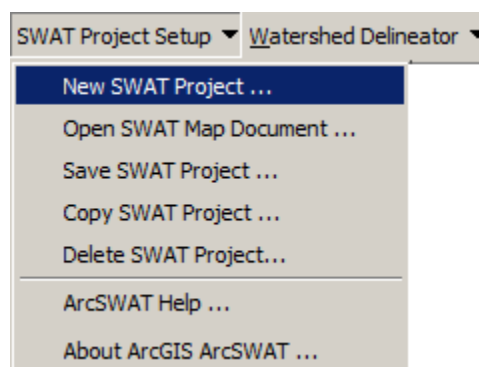 SWAT Project Setup Watershed Delineator
New SWAT Project ...
Open SWAT Map Document ...
Save SWAT Project ...
Copy SWAT Project ...
Delete SWAT Project...
ArcSWAT Help ...
About ArcGIS ArcSWAT ...